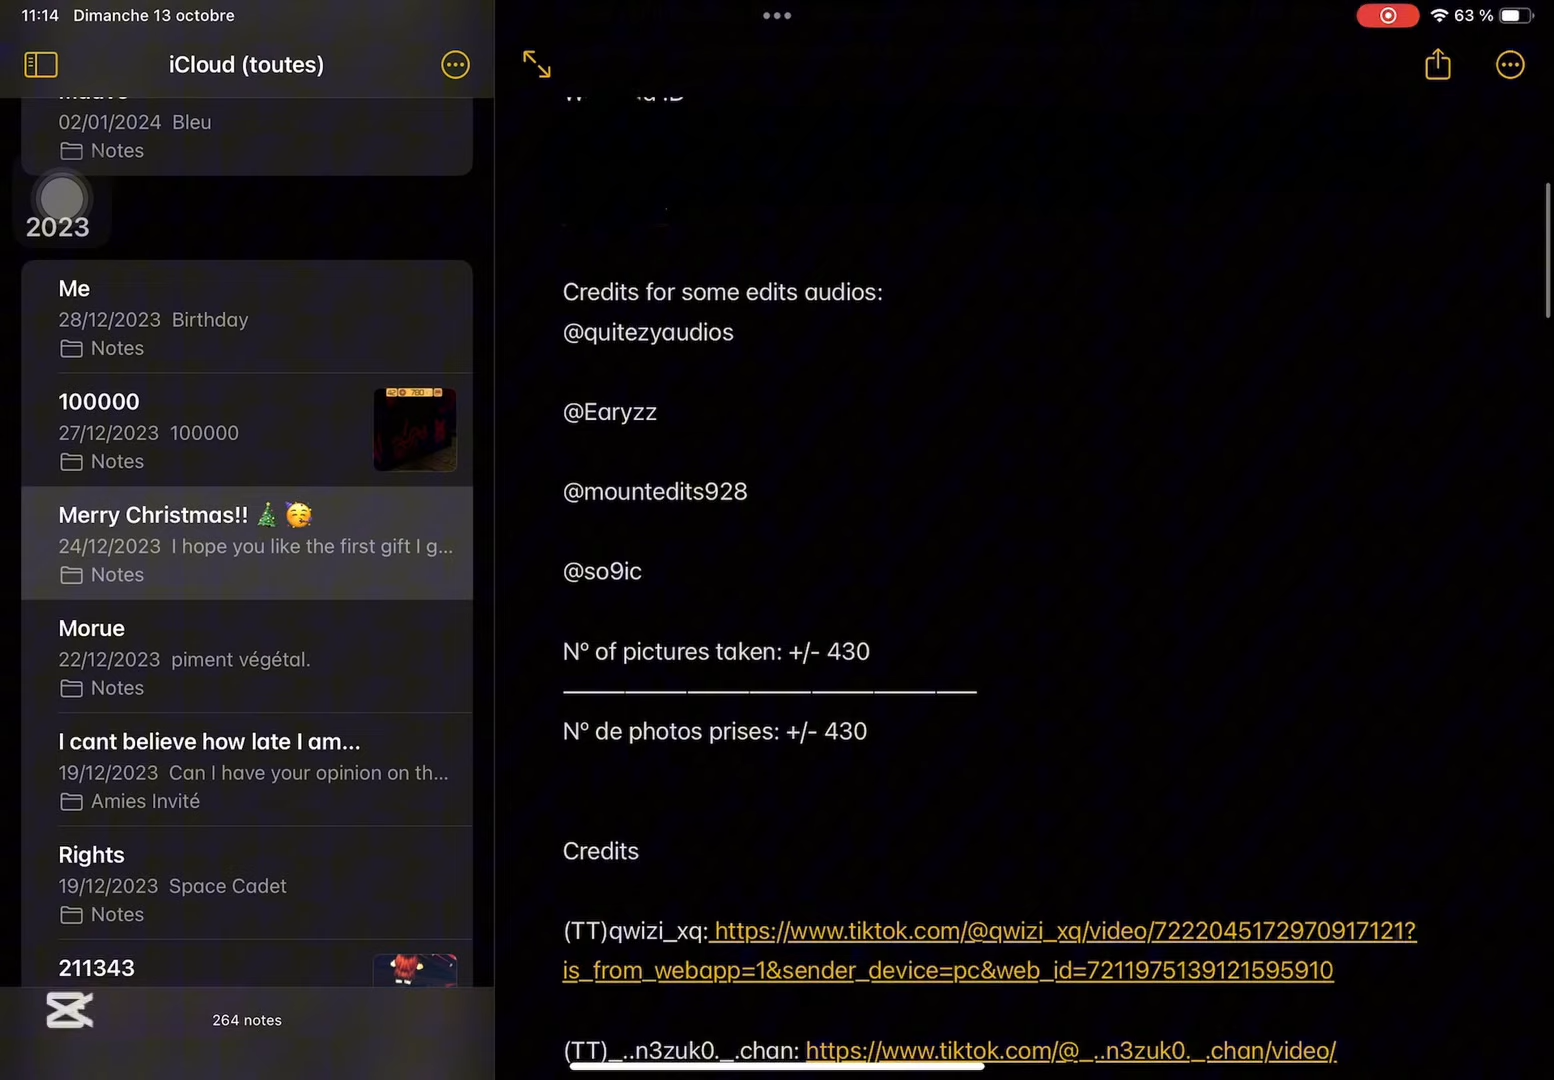 11:14 Dimanche 13 octobre
63 %
iCloud (toutes)
02/01/2024 Bleu
Notes
2023
Me
28/12/2023 Birthday
Notes
100000
27/12/2023 100000
Notes
Merry Christmas!! 🎄 🥳
24/12/2023 I hope you like the first gift I g...
Notes
Morue
22/12/2023 piment végétal.
Notes
I cant believe how late I am...
19/12/2023 Can I have your opinion on th...
Amies Invité
Rights
19/12/2023 Space Cadet
Notes
211343
264 notes
Credits for some edits audios:
@quitezyaudios
@Earyzz
@mountedits928
@so9ic
Nº of pictures taken: +/- 430
Nº de photos prises: +/- 430
Credits
(TT)qwizi_xq: https://www.tiktok.com/@qwizi_xq/video/7222045172970917121?
is_from_webapp=1&sender_device=pc&web_id=7211975139121595910
(TT)_..n3zuk0._.chan: https://www.tiktok.com/@_..n3zuk0._.chan/video/